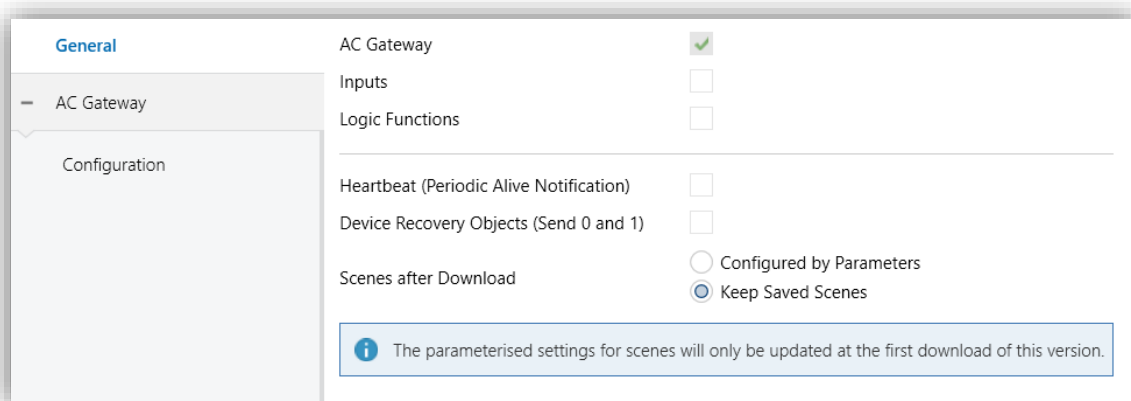 General
AC Gateway
Configuration
AC Gateway
Inputs
Logic Functions
Heartbeat (Periodic Alive Notification)
Device Recovery Objects (Send 0 and 1)
Scenes after Download
Configured by Parameters
Keep Saved Scenes
The parameterised settings for scenes will only be updated at the first download of this version.